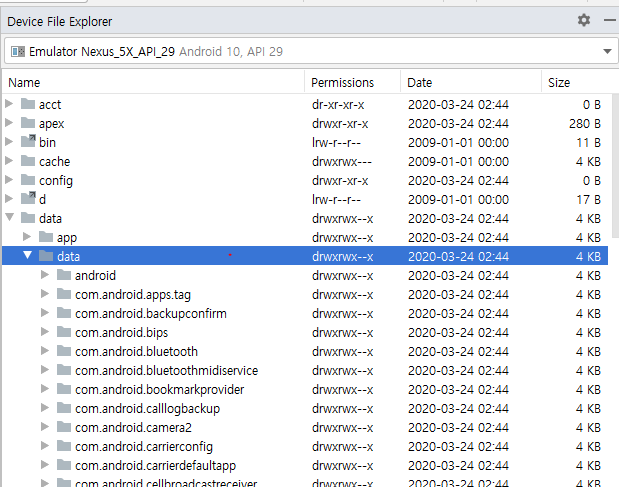 Device File Explorer
Emulator Nexus_5X_API_29 Android 10, API 29
Name Permissions Date Size
acct dr-xr-xr-x 2020-03-24 02:44 0 B
apex drwxr-xr-x 2020-03-24 02:44 280 B
bin lrw-r--r-- 2009-01-01 00:00 11 B
cache drwxrwx--- 2009-01-01 00:00 4 KB
config drwxr-xr-x 2020-03-24 02:44 0 B
d lrw-r--r-- 2009-01-01 00:00 17 B
data drwxrwx--x 2020-03-24 02:44 4 KB
app drwxrwx--x 2020-03-24 02:44 4 KB
data drwxrwx--x 2020-03-24 02:44 4 KB
android drwxrwx--x 2020-03-24 02:44 4 KB
com.android.apps.tag drwxrwx--x 2020-03-24 02:44 4 KB
com.android.backupconfirm drwxrwx--x 2020-03-24 02:44 4 KB
com.android.bips drwxrwx--x 2020-03-24 02:44 4 KB
com.android.bluetooth drwxrwx--x 2020-03-24 02:44 4 KB
com.android.bluetoothmidiservice drwxrwx--x 2020-03-24 02:44 4 KB
com.android.bookmarkprovider drwxrwx--x 2020-03-24 02:44 4 KB
com.android.calllogbackup drwxrwx--x 2020-03-24 02:44 4 KB
com.android.camera2 drwxrwx--x 2020-03-24 02:44 4 KB
com.android.carrierconfig drwxrwx--x 2020-03-24 02:44 4 KB
com.android.carrierdefaultapp drwxrwx--x 2020-03-24 02:44 4 KB
com.android.cellbroadcastreceiver drwxrwx--x 2020-03-24 02:44 4 KB